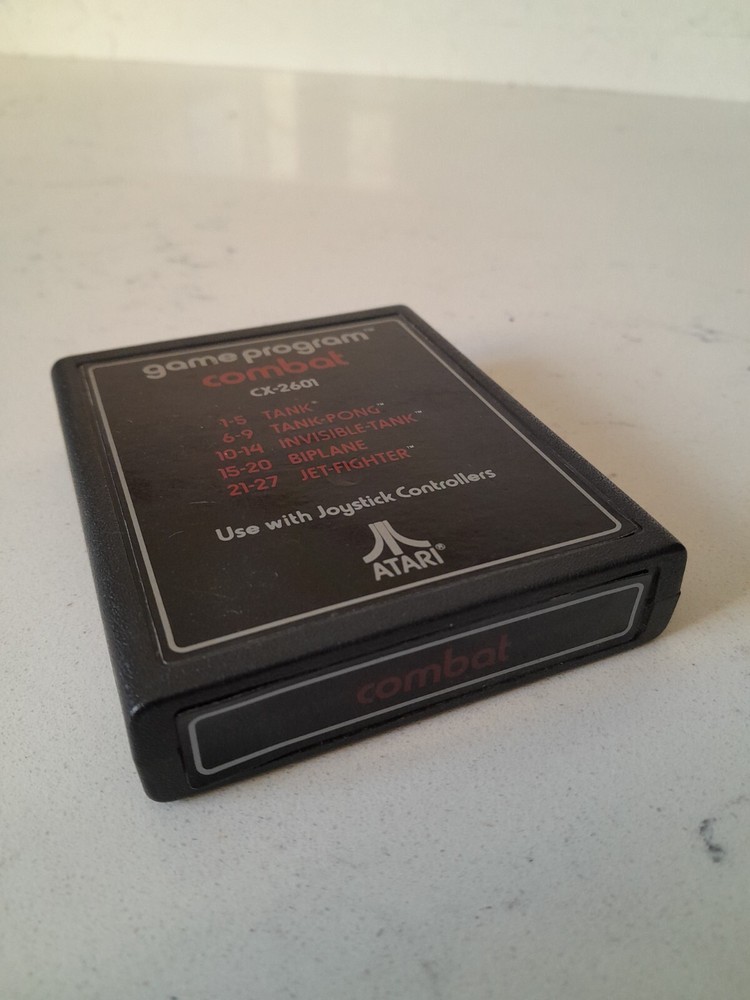 game program™
combat
CX-2601
1-5 TANK®
6-9 TANK-PONG™
10-14 INVISIBLE-TANK™
15-20 BIPLANE
21-27 JET-FIGHTER™
Use with Joystick Controllers
ATARI®
combat